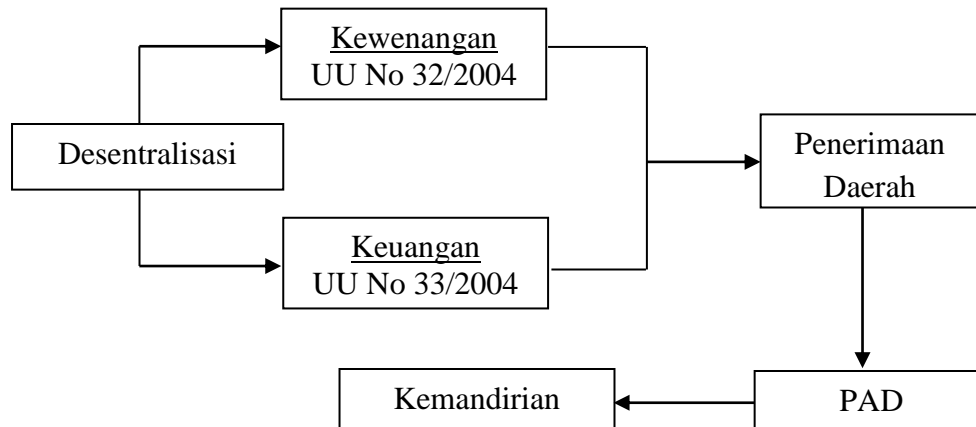 Kewenangan
UU No 32/2004
Desentralisasi
Penerimaan
Daerah
Keuangan
UU No 33/2004
Kemandirian
PAD